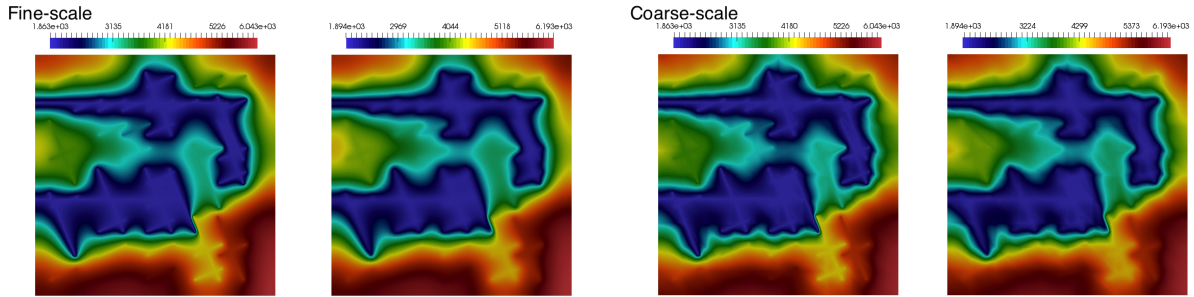 Fine-scale
Coarse-scale
1.863e+03 3135 4181 5226 6.043e+03
1.894e+03 2969 4044 5118 6.193e+03
1.863e+03 3135 4180 5226 6.043e+03
1.894e+03 3224 4299 5373 6.193e+03